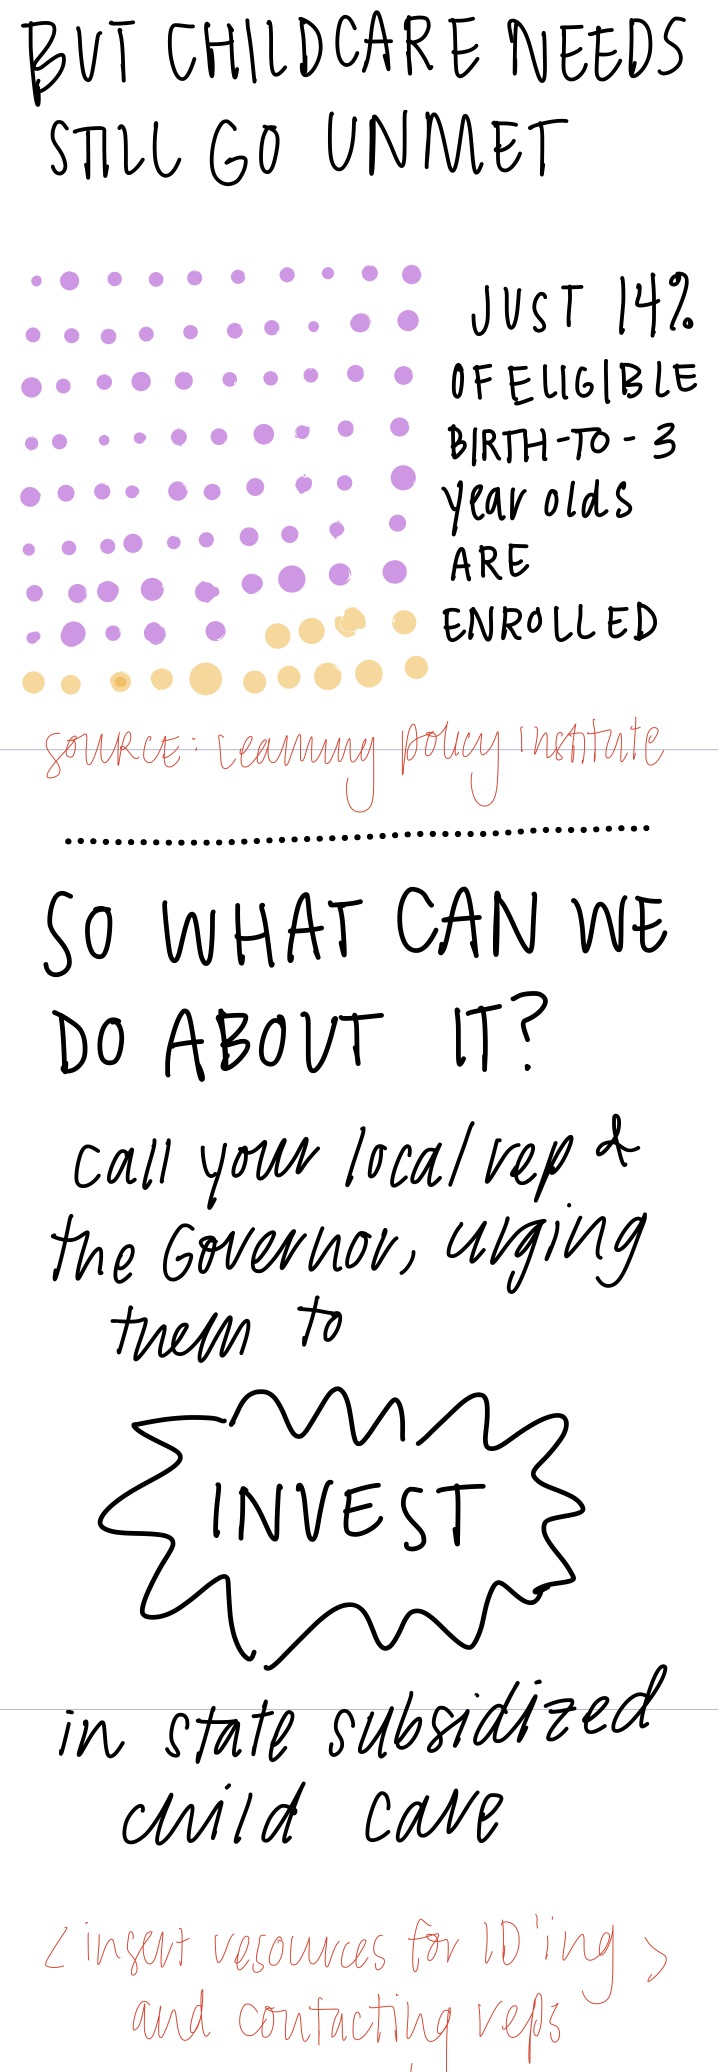 BUT CHILDCARE NEEDS
STILL GO UNMET
JUST 14%
OF ELIGIBLE
BIRTH-TO-3
year olds
ARE
ENROLLED
SOURCE: Learning policy institute
SO WHAT CAN WE
DO ABOUT IT?
call your local rep &
the Governor, urging
them to
INVEST
in state subsidized
child care
<insert resources for ID'ing>
and contacting reps